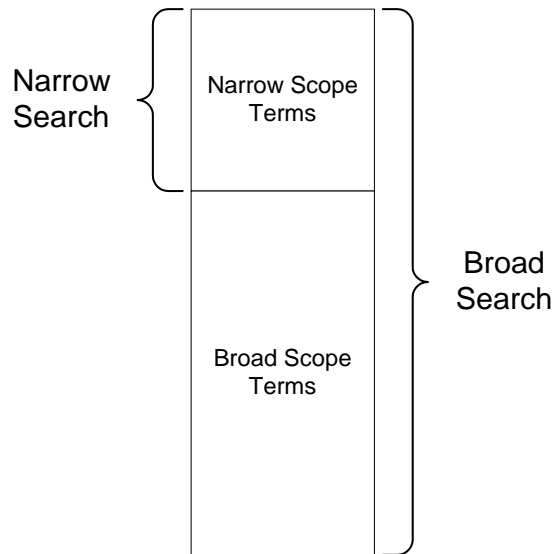 Narrow
Search
Narrow Scope
Terms
Broad
Search
Broad Scope
Terms